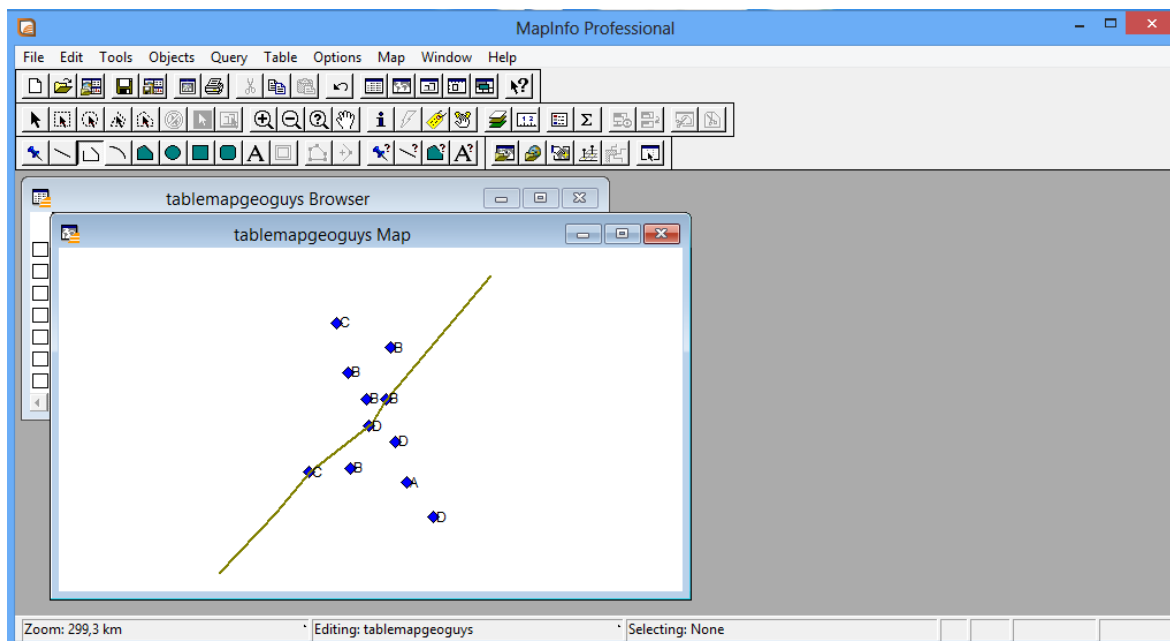 MapInfo Professional
File Edit Tools Objects Query Table Options Map Window Help
A A
tablemapgeoguys Browser
tablemapgeoguys Map
C
B
B
B B
D
D
C B
A
D
Zoom: 299,3 km Editing: tablemapgeoguys Selecting: None